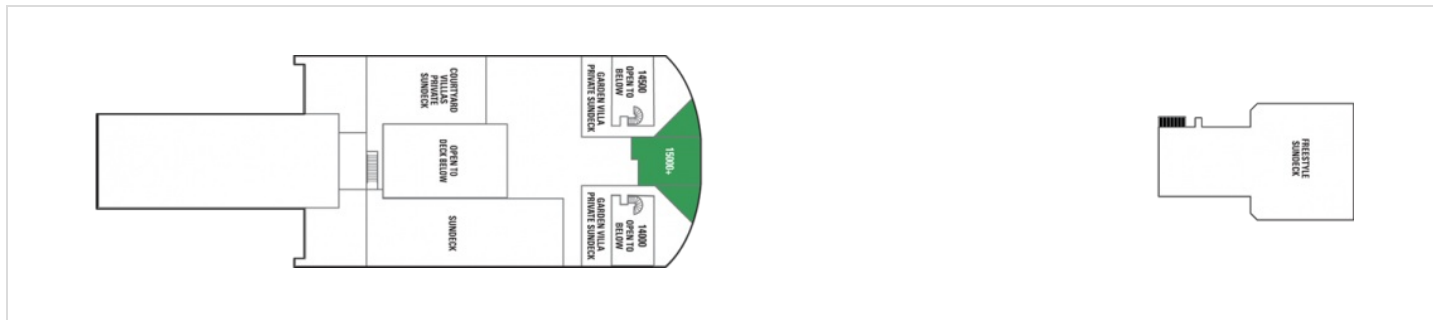 COURTYARD
VILLLAS
PRIVATE
SUNDECK
OPEN TO
DECK BELOW
SUNDECK
14500
OPEN TO
BELOW
GARDEN VILLA
PRIVATE SUNDECK
15000+
14000
OPEN TO
BELOW
GARDEN VILLA
PRIVATE SUNDECK
FREESTYLE
SUNDECK